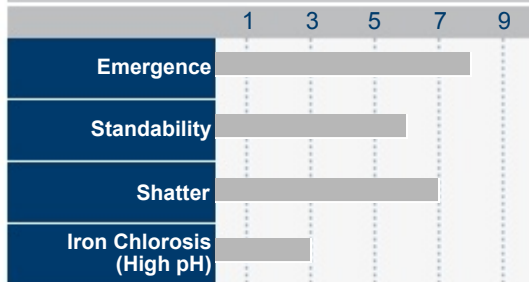 1 3 5 7 9
Emergence
Standability
Shatter
Iron Chlorosis
(High pH)